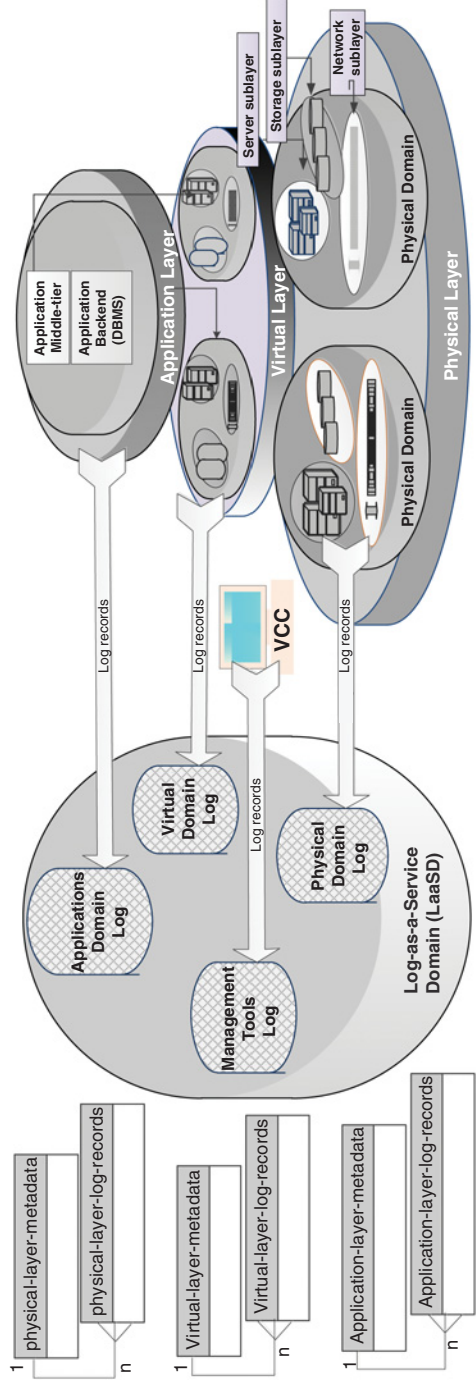 1
physical-layer-metadata
n
physical-layer-log-records
1
Virtual-layer-metadata
n
Virtual-layer-log-records
1
Application-layer-metadata
n
Application-layer-log-records
Applications
Domain
Log
Virtual
Domain
Log
Management
Tools
Log
Physical
Domain
Log
Log-as-a-Service
Domain (LaaSD)
Log records
Log records
Log records
Log records
VCC
Application
Middle-tier
Application
Backend
(DBMS)
Application Layer
Virtual Layer
Server sublayer
Storage sublayer
Network
sublayer
Physical Domain
Physical Domain
Physical Layer